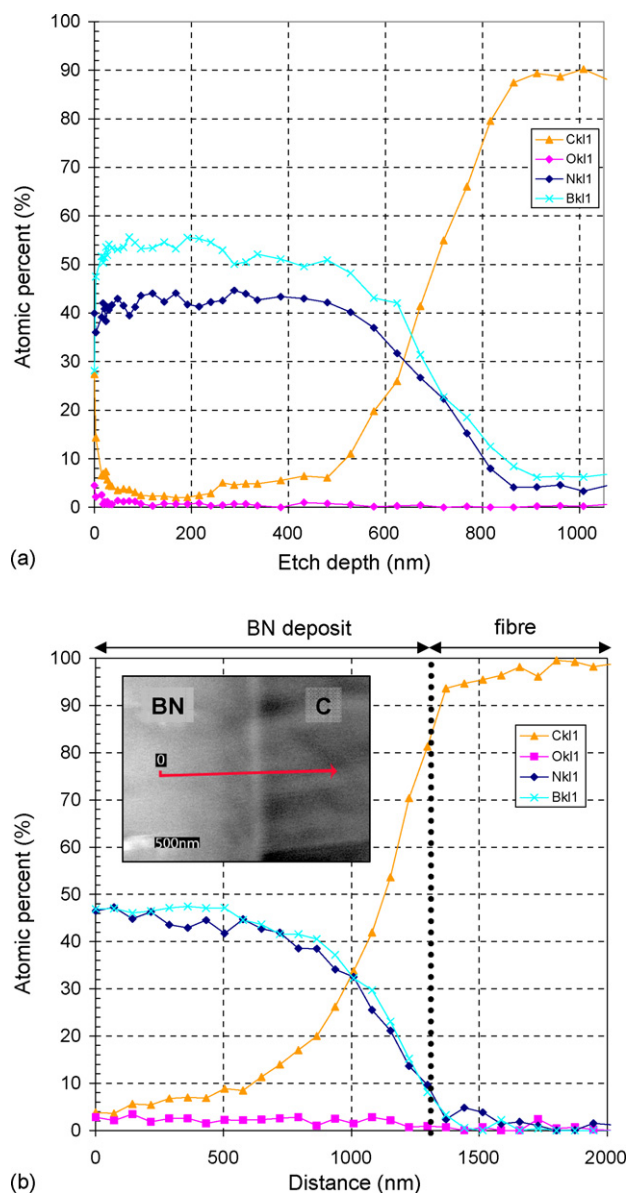 100
90
80
70
60
50
40
30
20
10
0
Atomic percent (%)
Ckl1
Okl1
Nkl1
Bkl1
0 200 400 600 800 1000
Etch depth (nm)
(a)
BN deposit fibre
100
90
80
70
60
50
40
30
20
10
0
Atomic percent (%)
BN C
0
500nm
Ckl1
Okl1
Nkl1
Bkl1
0 500 1000 1500 2000
Distance (nm)
(b)